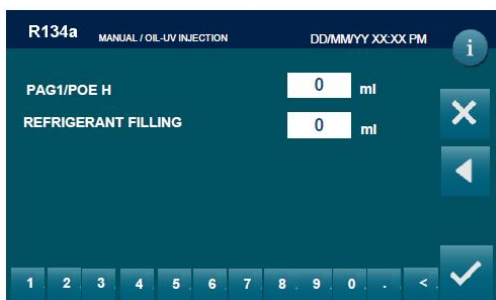 R134a MANUAL / OIL-UV INJECTION DD/MM/YY XX:XX PM
i
PAG1/POE H 0 ml
REFRIGERANT FILLING 0 ml
1 2 3 4 5 6 7 8 9 0 . <